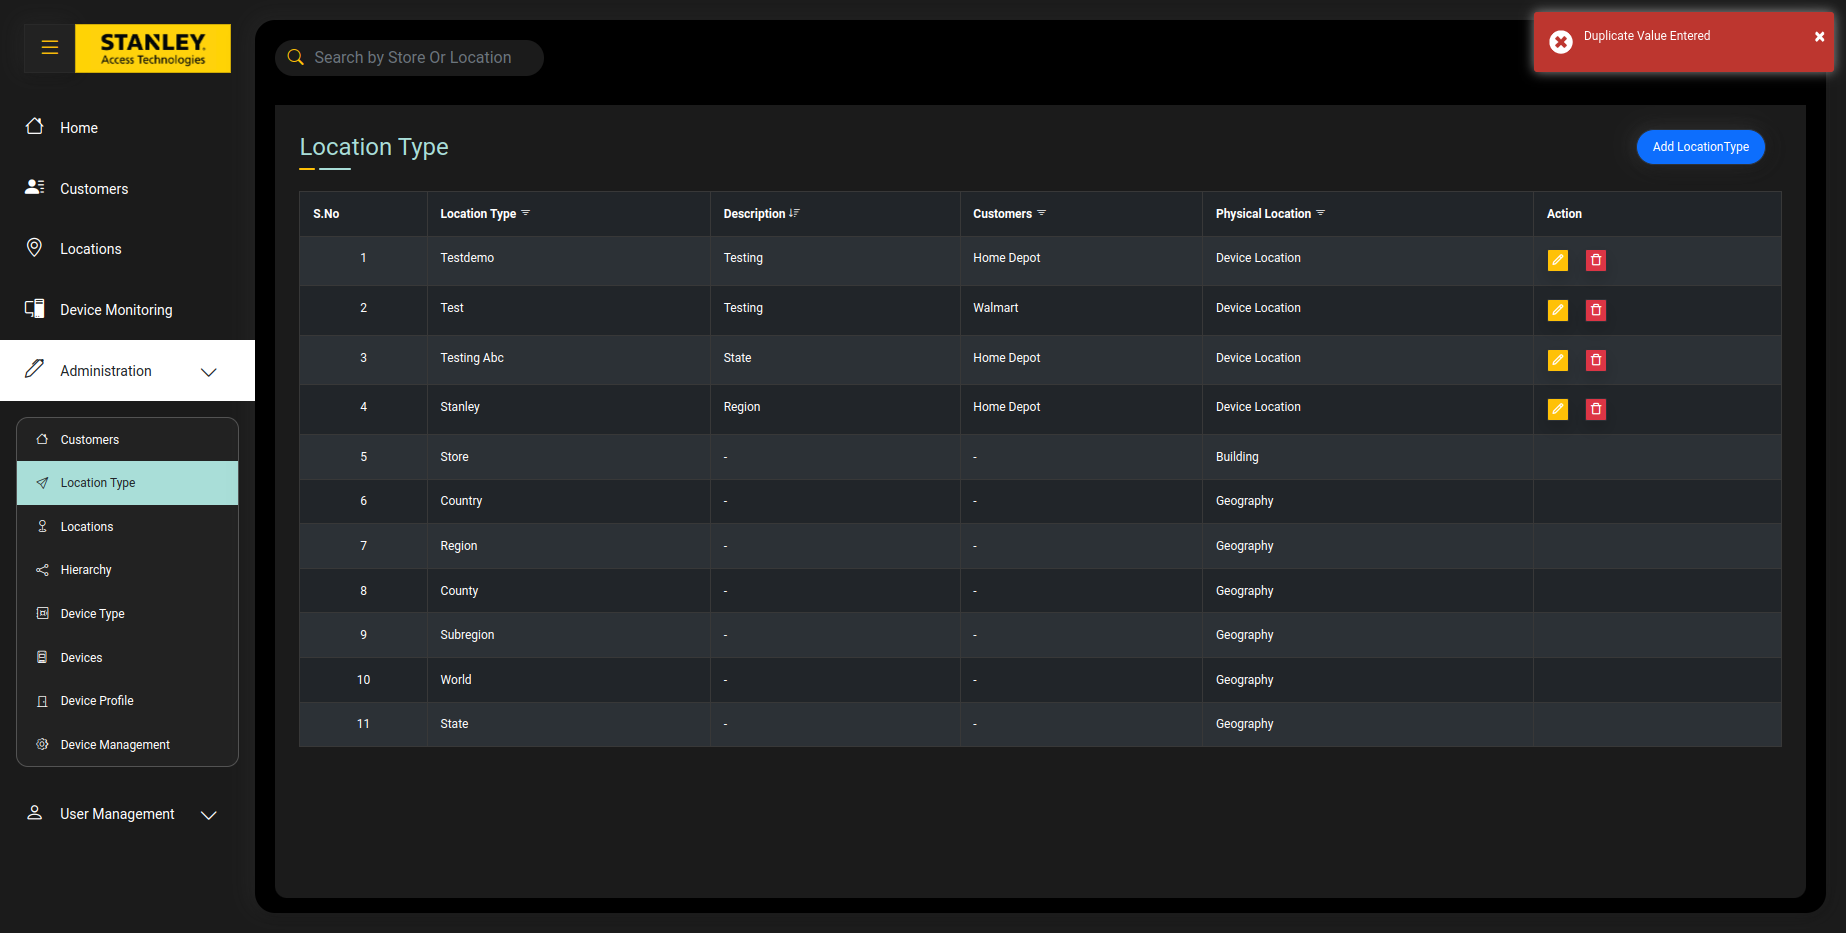 STANLEY.
Access Technologies
Search by Store Or Location
Duplicate Value Entered
Home
Customers
Locations
Device Monitoring
Administration
Customers
Location Type
Locations
Hierarchy
Device Type
Devices
Device Profile
Device Management
User Management
Location Type
Add LocationType
S.No Location Type Description Customers Physical Location Action
1 Testdemo Testing Home Depot Device Location
2 Test Testing Walmart Device Location
3 Testing Abc State Home Depot Device Location
4 Stanley Region Home Depot Device Location
5 Store - - Building
6 Country - - Geography
7 Region - - Geography
8 County - - Geography
9 Subregion - - Geography
10 World - - Geography
11 State - - Geography